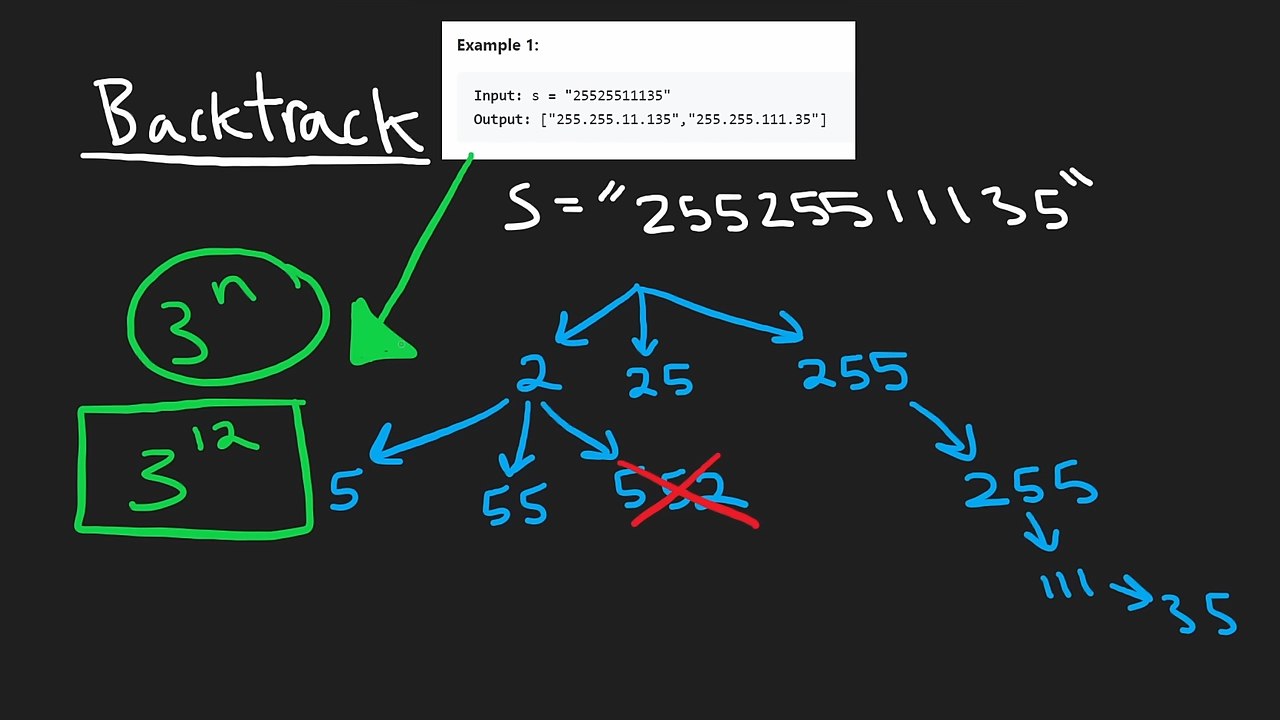 Example 1:
Input: s = "25525511135"
Output: ["255.255.11.135","255.255.111.35"]
Backtrack
S = "25525511135"
3^n
2 25 255
3^12
5 55 552 255
111 35